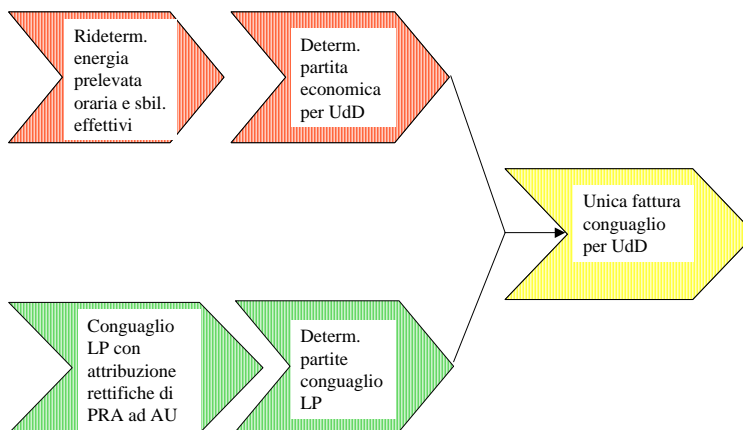 Rideterm.
energia
prelevata
oraria e sbil.
effettivi
Determ.
partita
economica
per UdD
Unica fattura
conguaglio
per UdD
Conguaglio
LP con
attribuzione
rettifiche di
PRA ad AU
Determ.
partite
conguaglio
LP